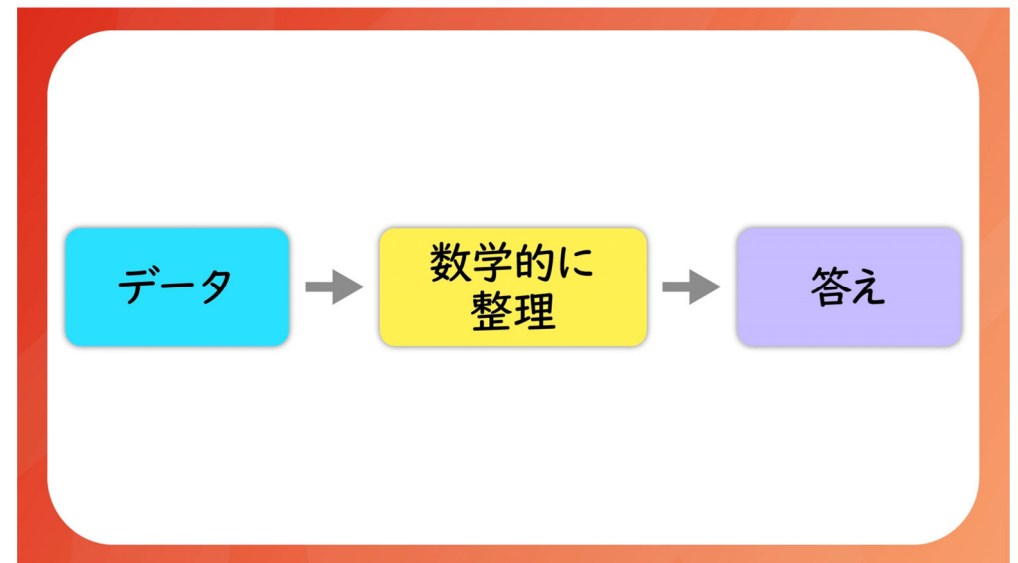 データ
数学的に
整理
答え